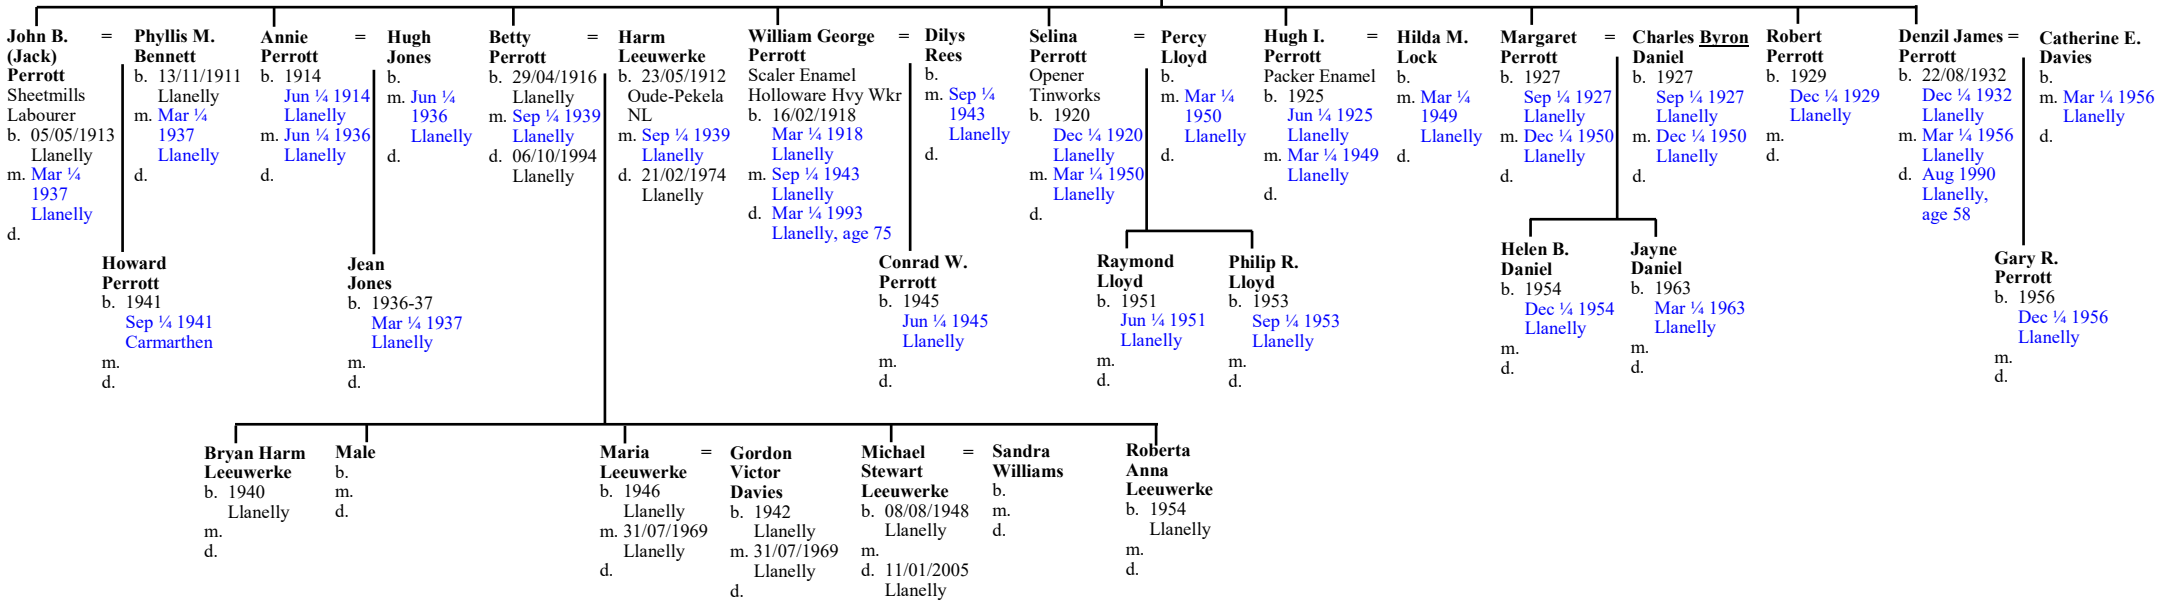 John B. =
(Jack)
Perrott
Sheetmills
Labourer
b. 05/05/1913
Llanelly
m. Mar ¼
1937
Llanelly
d.
Phyllis M.
Bennett
b. 13/11/1911
Llanelly
m. Mar ¼
1937
Llanelly
d.
Annie =
Perrott
b. 1914
Jun ¼ 1914
Llanelly
m. Jun ¼ 1936
Llanelly
d.
Hugh
Jones
b.
m. Jun ¼
1936
Llanelly
d.
Betty =
Perrott
b. 29/04/1916
Llanelly
m. Sep ¼ 1939
Llanelly
d. 06/10/1994
Llanelly
Harm
Leeuwerke
b. 23/05/1912
Oude-Pekela
NL
m. Sep ¼ 1939
Llanelly
d. 21/02/1974
Llanelly
William George =
Perrott
Scaler Enamel
Holloware Hvy Wkr
b. 16/02/1918
Mar ¼ 1918
Llanelly
m. Sep ¼ 1943
Llanelly
d. Mar ¼ 1993
Llanelly, age 75
Dilys
Rees
b.
m. Sep ¼
1943
Llanelly
d.
Selina =
Perrott
Opener
Tinworks
b. 1920
Dec ¼ 1920
Llanelly
m. Mar ¼ 1950
Llanelly
d.
Percy
Lloyd
b.
m. Mar ¼
1950
Llanelly
d.
Hugh I. =
Perrott
Packer Enamel
b. 1925
Jun ¼ 1925
Llanelly
m. Mar ¼ 1949
Llanelly
d.
Hilda M.
Lock
b.
m. Mar ¼
1949
Llanelly
d.
Margaret =
Perrott
b. 1927
Sep ¼ 1927
Llanelly
m. Dec ¼ 1950
Llanelly
d.
Charles Byron
Daniel
b. 1927
Sep ¼ 1927
Llanelly
m. Dec ¼ 1950
Llanelly
d.
Robert
Perrott
b. 1929
Dec ¼ 1929
Llanelly
m.
d.
Denzil James =
Perrott
b. 22/08/1932
Dec ¼ 1932
Llanelly
m. Mar ¼ 1956
Llanelly
d. Aug 1990
Llanelly,
age 58
Catherine E.
Davies
b.
m. Mar ¼ 1956
Llanelly
d.
Howard
Perrott
b. 1941
Sep ¼ 1941
Carmarthen
m.
d.
Jean
Jones
b. 1936-37
Mar ¼ 1937
Llanelly
m.
d.
Conrad W.
Perrott
b. 1945
Jun ¼ 1945
Llanelly
m.
d.
Raymond
Lloyd
b. 1951
Jun ¼ 1951
Llanelly
m.
d.
Philip R.
Lloyd
b. 1953
Sep ¼ 1953
Llanelly
m.
d.
Helen B.
Daniel
b. 1954
Dec ¼ 1954
Llanelly
m.
d.
Jayne
Daniel
b. 1963
Mar ¼ 1963
Llanelly
m.
d.
Gary R.
Perrott
b. 1956
Dec ¼ 1956
Llanelly
m.
d.
Bryan Harm
Leeuwerke
b. 1940
Llanelly
m.
d.
Male
b.
m.
d.
Maria =
Leeuwerke
b. 1946
Llanelly
m. 31/07/1969
Llanelly
d.
Gordon
Victor
Davies
b. 1942
Llanelly
m. 31/07/1969
Llanelly
d.
Michael =
Stewart
Leeuwerke
b. 08/08/1948
Llanelly
m.
d. 11/01/2005
Llanelly
Sandra
Williams
b.
m.
d.
Roberta
Anna
Leeuwerke
b. 1954
Llanelly
m.
d.